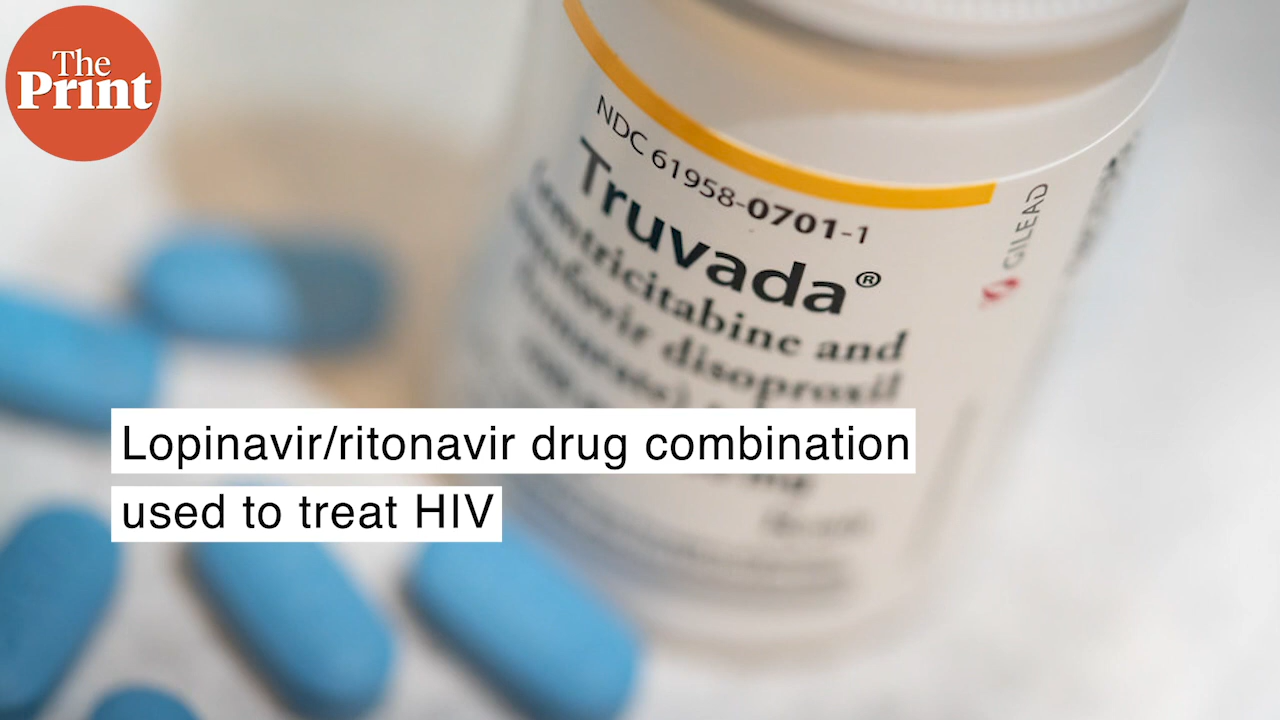 The
Print
NDC 61958-0701-1
Truvada®
GILEAD
emtricitabine and
disoproxil
Lopinavir/ritonavir drug combination
used to treat HIV